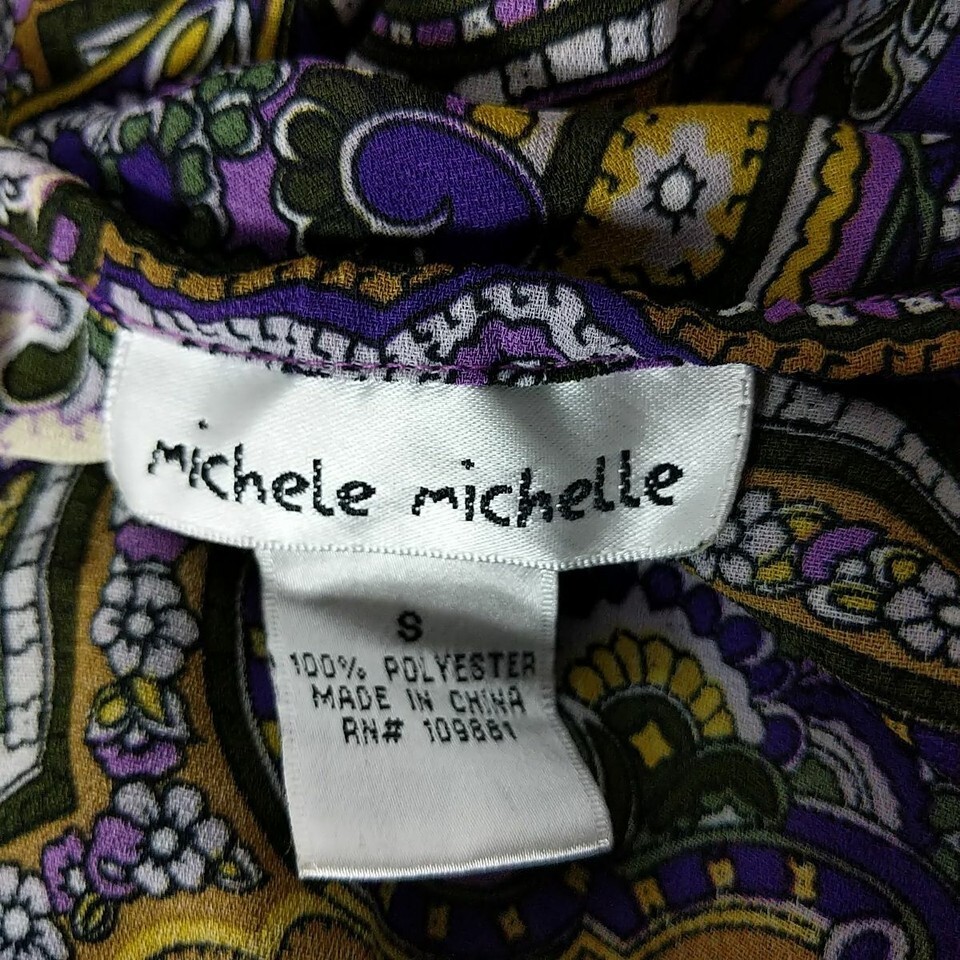 michele michelle
S
100% POLYESTER
MADE IN CHINA
RN# 109881